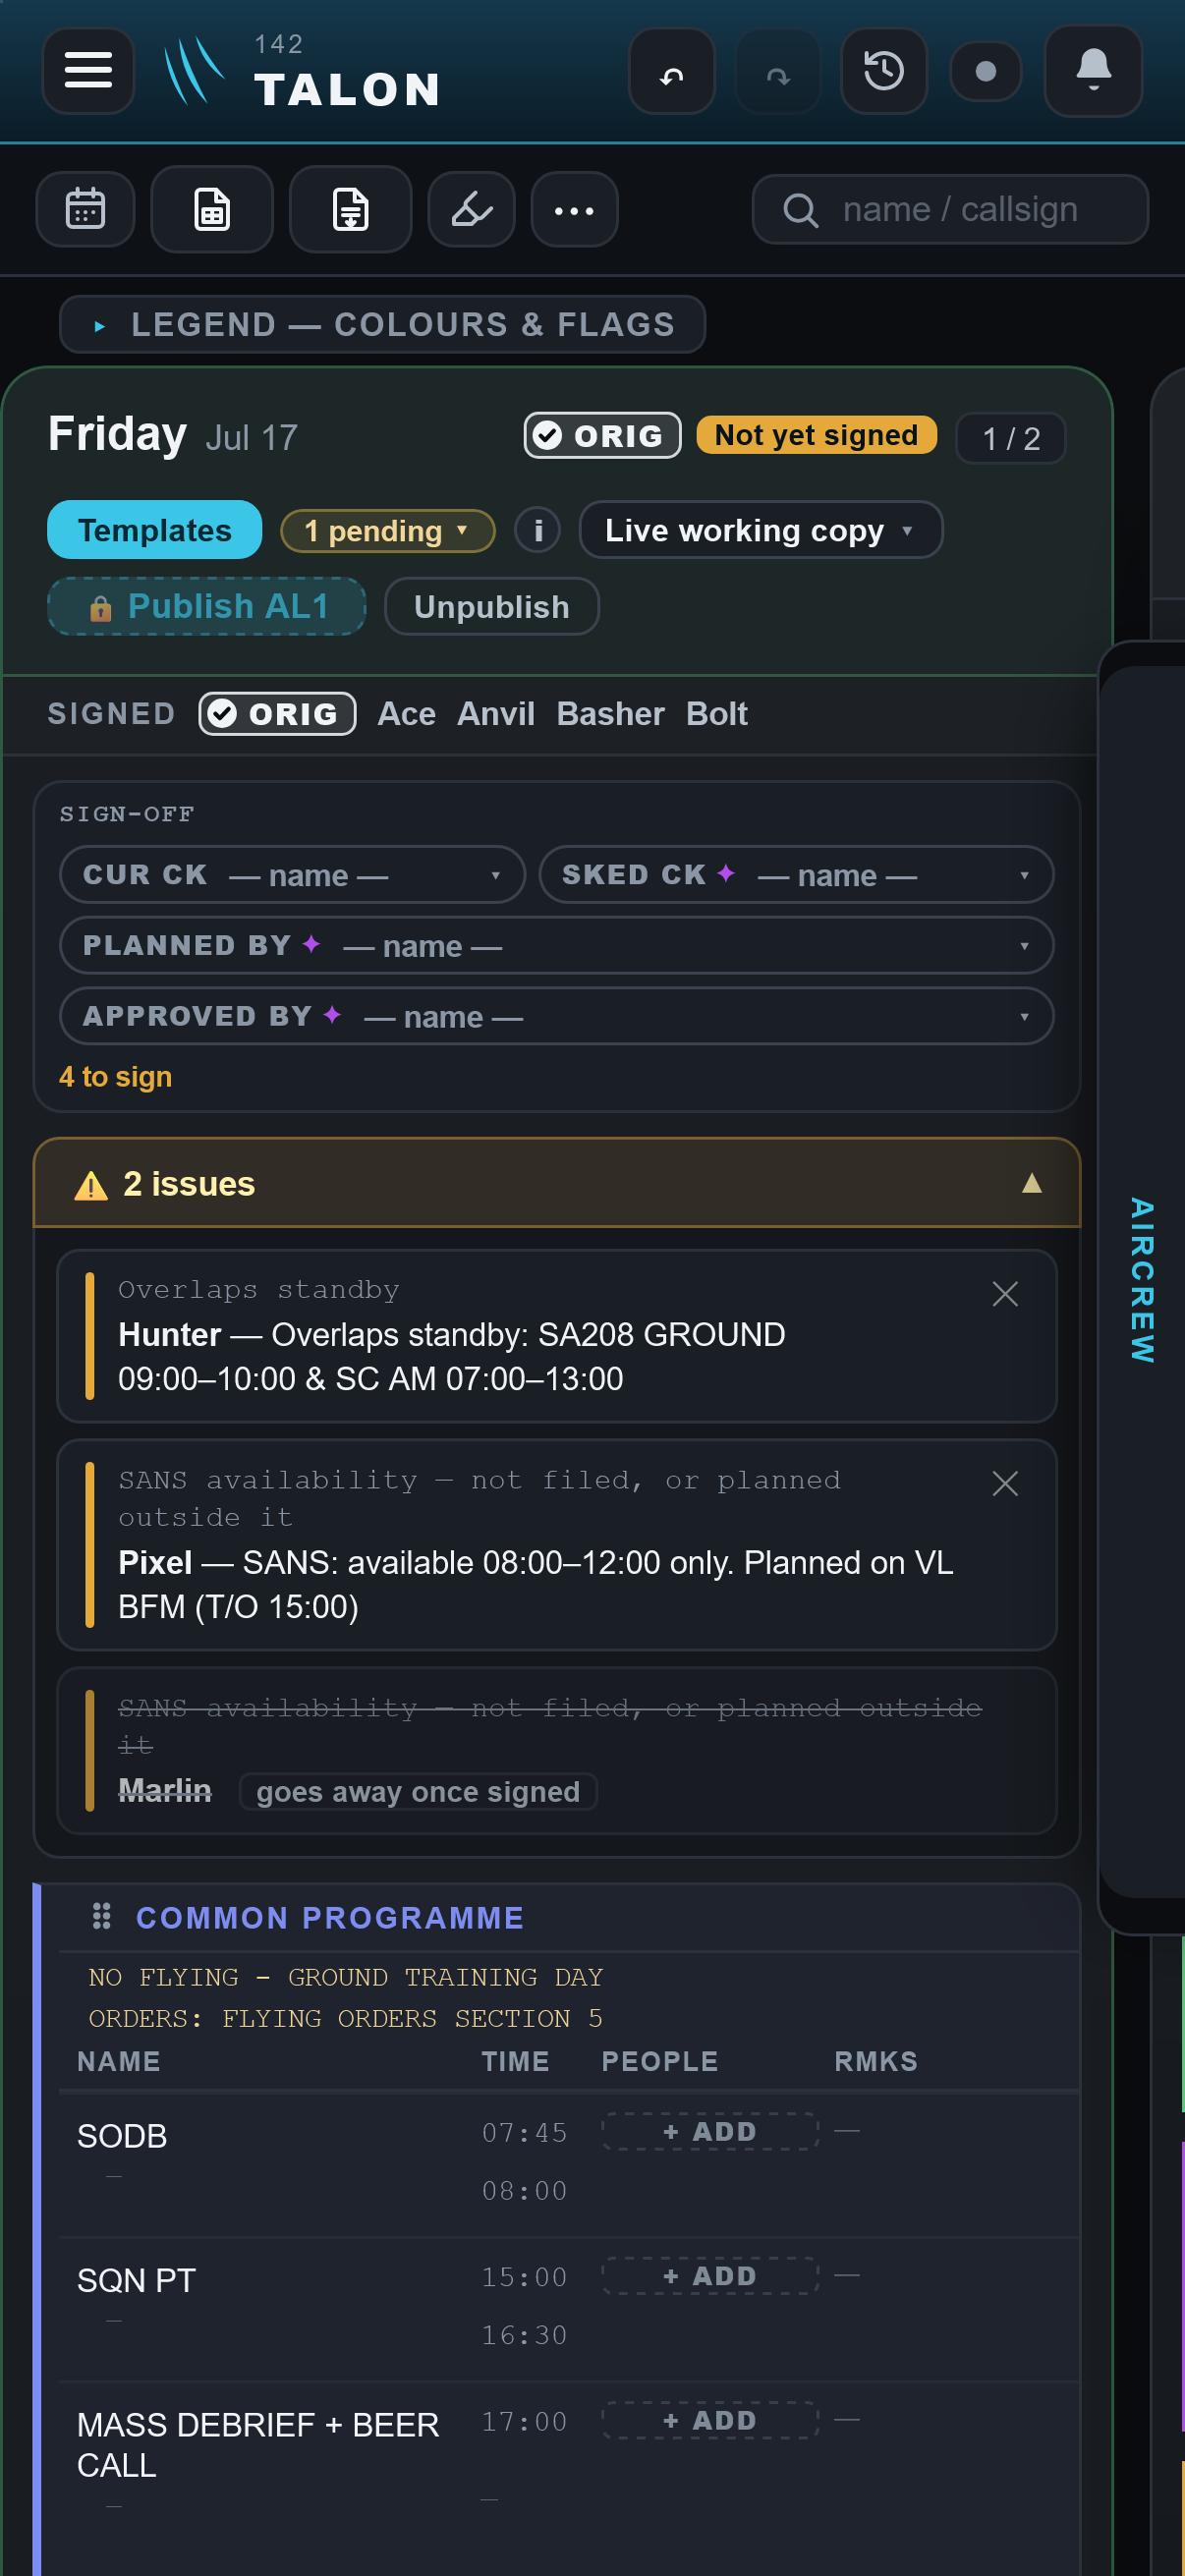 142
TALON
name / callsign
LEGEND — COLOURS & FLAGS
Friday Jul 17 ORIG Not yet signed 1 / 2
Templates 1 pending i Live working copy
Publish AL1 Unpublish
SIGNED ORIG Ace Anvil Basher Bolt
SIGN-OFF
CUR CK — name — SKED CK — name —
PLANNED BY — name —
APPROVED BY — name —
4 to sign
2 issues
Overlaps standby
Hunter — Overlaps standby: SA208 GROUND
09:00–10:00 & SC AM 07:00–13:00
SANS availability — not filed, or planned
outside it
Pixel — SANS: available 08:00–12:00 only. Planned on VL
BFM (T/O 15:00)
SANS availability — not filed, or planned outside
it
Marlin goes away once signed
AIRCREW
COMMON PROGRAMME
NO FLYING - GROUND TRAINING DAY
ORDERS: FLYING ORDERS SECTION 5
NAME TIME PEOPLE RMKS
SODB 07:45 + ADD —
— 08:00
SQN PT 15:00 + ADD —
— 16:30
MASS DEBRIEF + BEER 17:00 + ADD —
CALL
— —